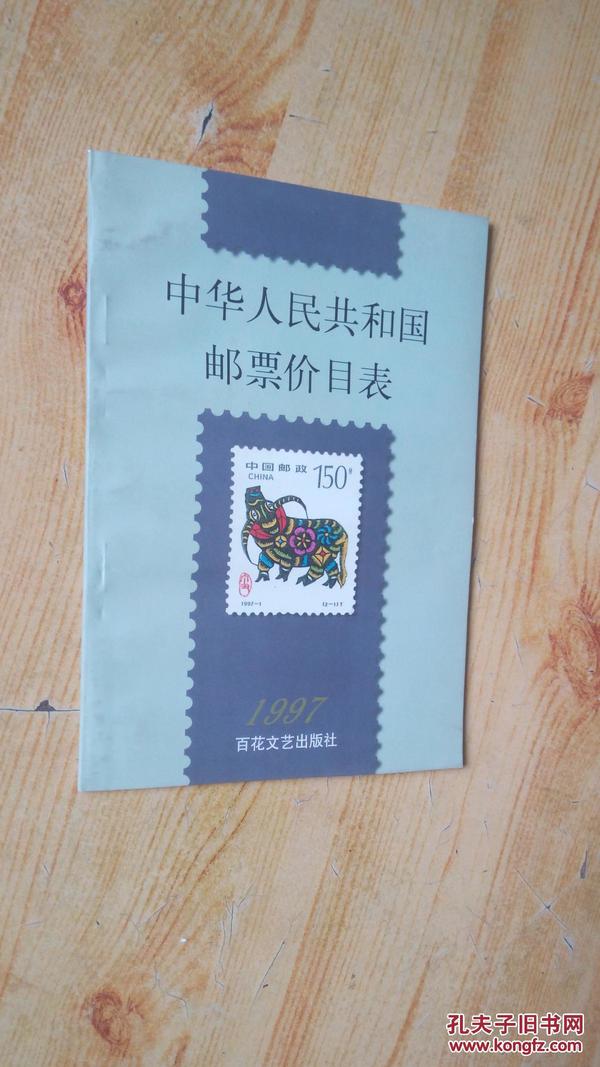 中华人民共和国
邮票价目表
中国邮政
CHINA
150分
1997-1
(2-1)T
1997
百花文艺出版社
孔夫子旧书网
www.kongfz.com